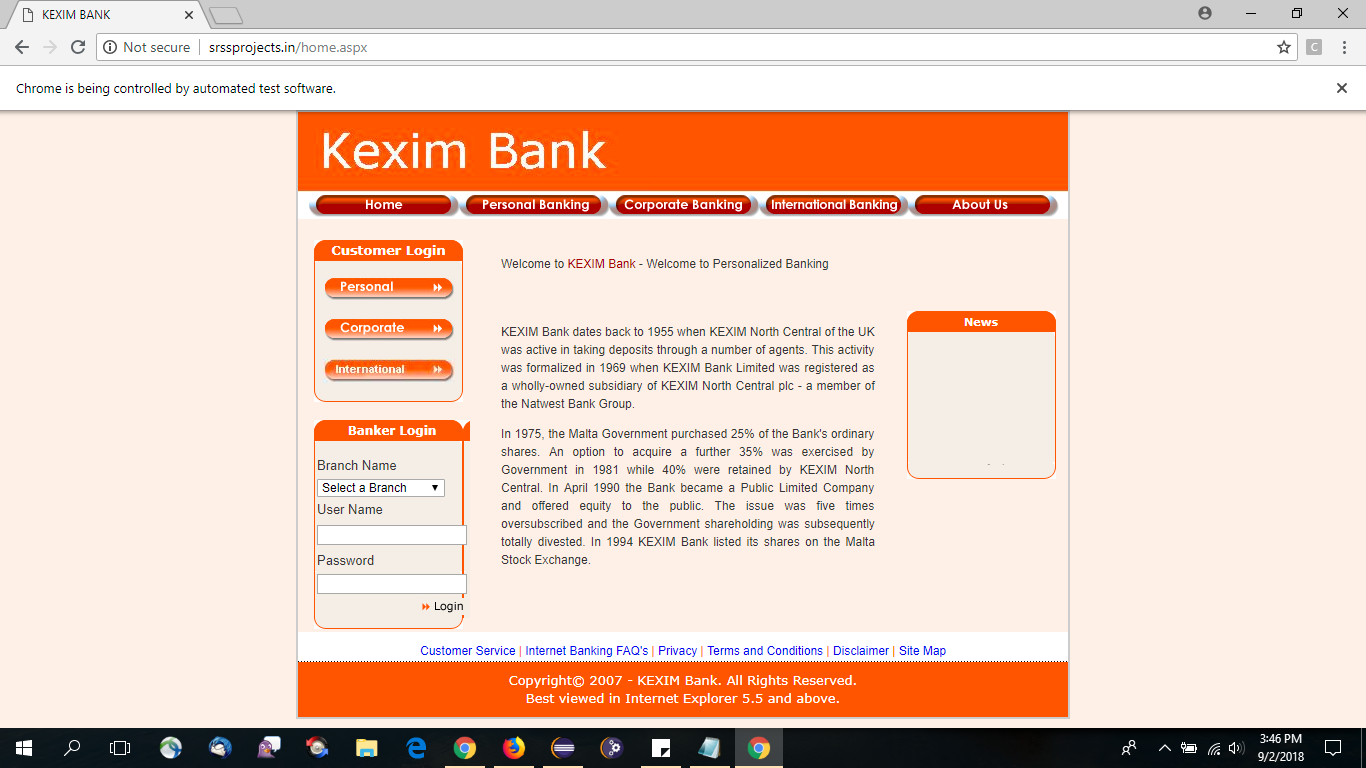 KEXIM BANK
Not secure
srssprojects.in/home.aspx
C
Chrome is being controlled by automated test software.
Kexim Bank
Home
Personal Banking
Corporate Banking
International Banking
About Us
Customer Login
Personal
Corporate
International
Banker Login
Branch Name
Select a Branch
User Name
Password
Login
Welcome to KEXIM Bank - Welcome to Personalized Banking
KEXIM Bank dates back to 1955 when KEXIM North Central of the UK
was active in taking deposits through a number of agents. This activity
was formalized in 1969 when KEXIM Bank Limited was registered as
a wholly-owned subsidiary of KEXIM North Central plc - a member of
the Natwest Bank Group.
In 1975, the Malta Government purchased 25% of the Bank's ordinary
shares. An option to acquire a further 35% was exercised by
Government in 1981 while 40% were retained by KEXIM North
Central. In April 1990 the Bank became a Public Limited Company
and offered equity to the public. The issue was five times
oversubscribed and the Government shareholding was subsequently
totally divested. In 1994 KEXIM Bank listed its shares on the Malta
Stock Exchange.
News
Customer Service | Internet Banking FAQ's | Privacy | Terms and Conditions | Disclaimer | Site Map
Copyright© 2007 - KEXIM Bank. All Rights Reserved.
Best viewed in Internet Explorer 5.5 and above.
3:46 PM
9/2/2018